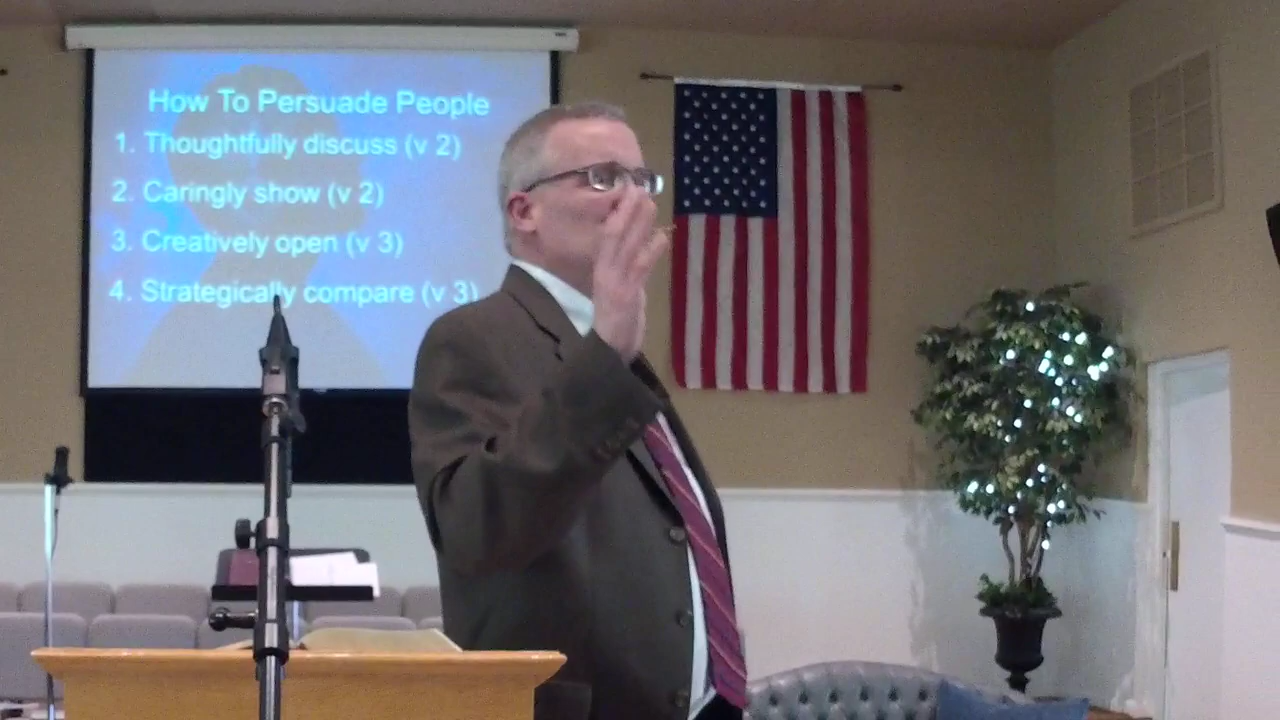 How To Persuade People
1. Thoughtfully discuss (v 2)
2. Caringly show (v 2)
3. Creatively open (v 3)
4. Strategically compare (v 3)